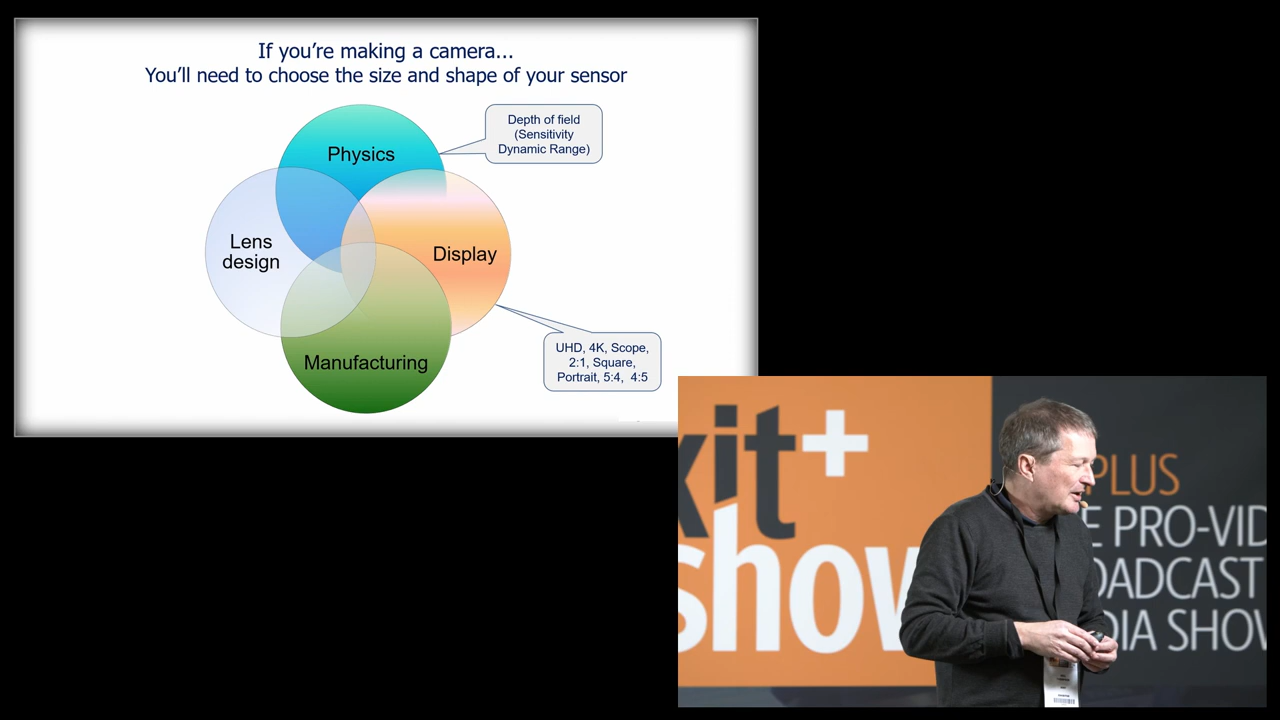 If you’re making a camera...
You’ll need to choose the size and shape of your sensor
Depth of field
(Sensitivity
Dynamic Range)
Physics
Lens
design
Display
Manufacturing
UHD, 4K, Scope,
2:1, Square,
Portrait, 5:4, 4:5
kit+
show
PLUS
E PRO-VID
OADCAST
DIA SHOW